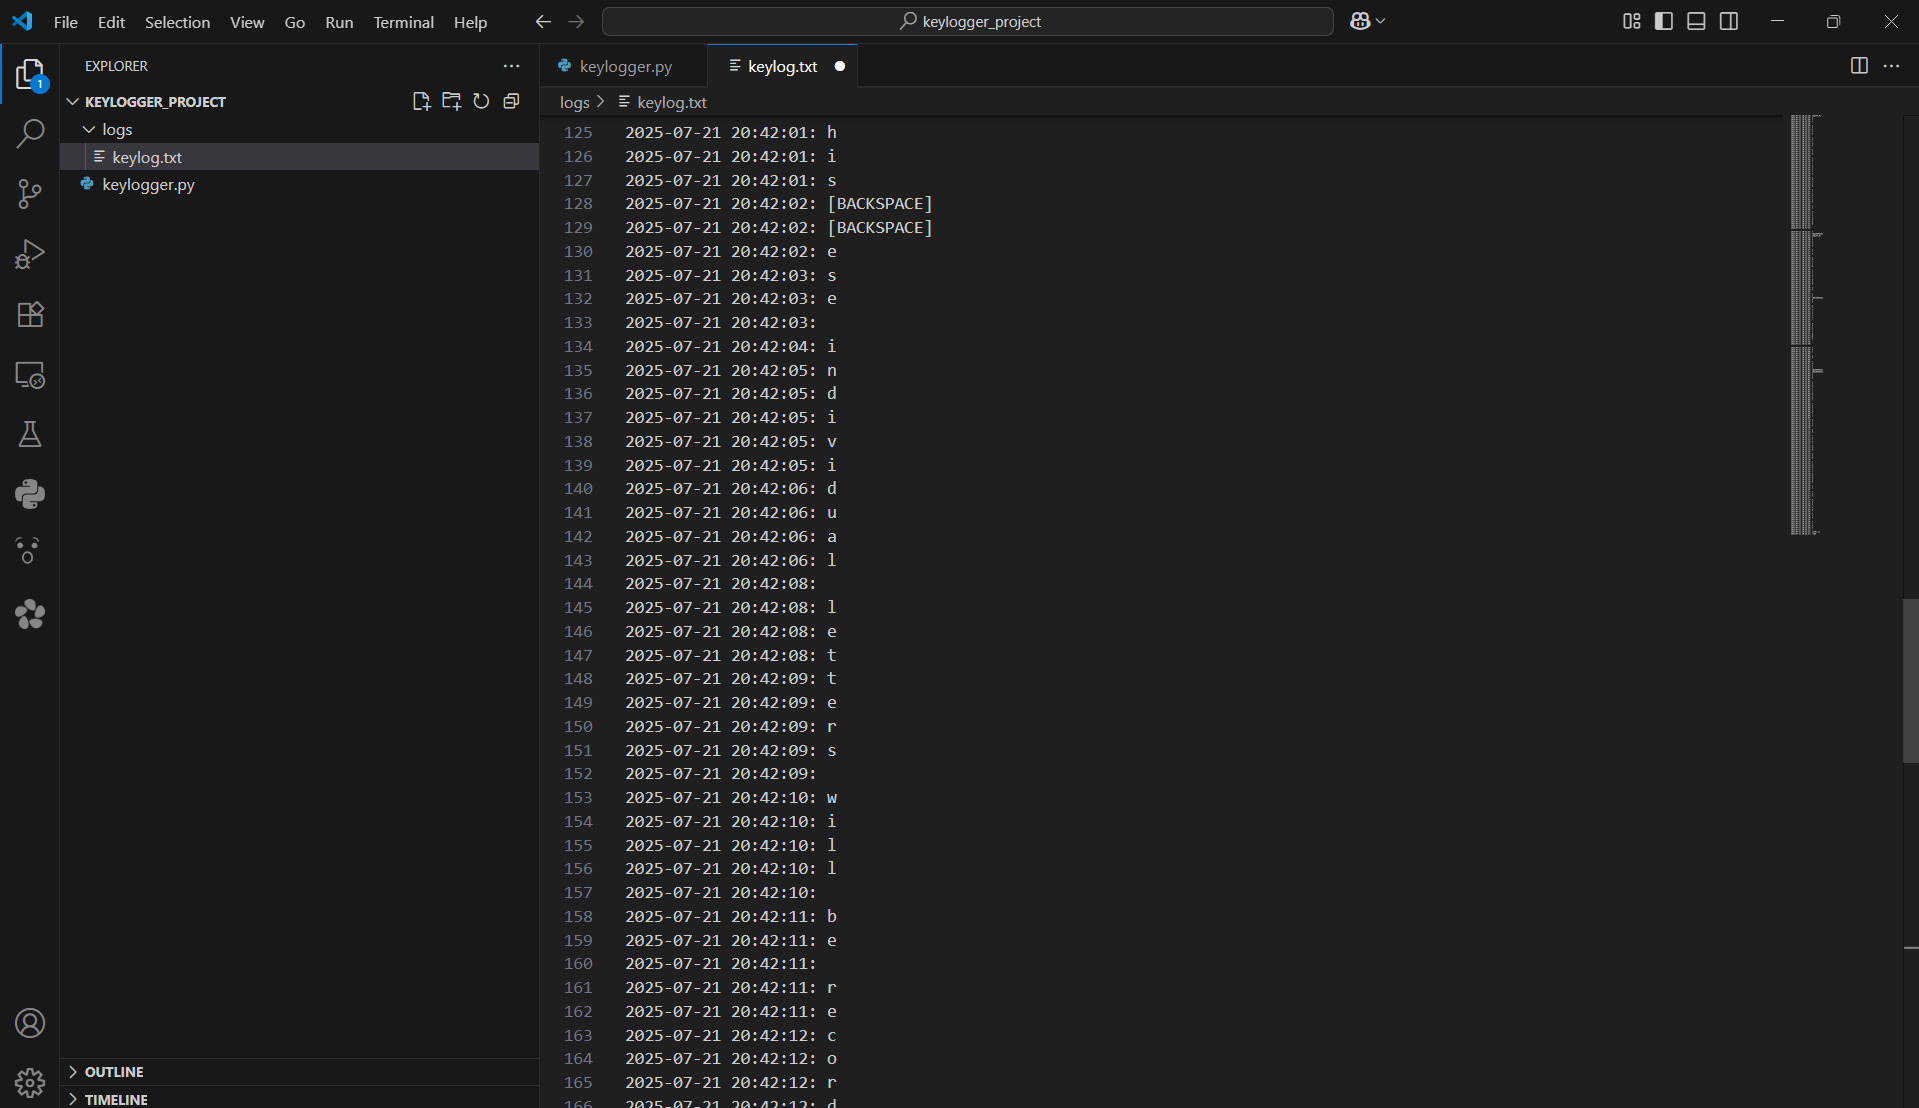 File Edit Selection View Go Run Terminal Help
keylogger_project
EXPLORER
1
KEYLOGGER_PROJECT
logs
keylog.txt
keylogger.py
OUTLINE
TIMELINE
keylogger.py keylog.txt
logs > keylog.txt
125 2025-07-21 20:42:01: h
126 2025-07-21 20:42:01: i
127 2025-07-21 20:42:01: s
128 2025-07-21 20:42:02: [BACKSPACE]
129 2025-07-21 20:42:02: [BACKSPACE]
130 2025-07-21 20:42:02: e
131 2025-07-21 20:42:03: s
132 2025-07-21 20:42:03: e
133 2025-07-21 20:42:03:
134 2025-07-21 20:42:04: i
135 2025-07-21 20:42:05: n
136 2025-07-21 20:42:05: d
137 2025-07-21 20:42:05: i
138 2025-07-21 20:42:05: v
139 2025-07-21 20:42:05: i
140 2025-07-21 20:42:06: d
141 2025-07-21 20:42:06: u
142 2025-07-21 20:42:06: a
143 2025-07-21 20:42:06: l
144 2025-07-21 20:42:08:
145 2025-07-21 20:42:08: l
146 2025-07-21 20:42:08: e
147 2025-07-21 20:42:08: t
148 2025-07-21 20:42:09: t
149 2025-07-21 20:42:09: e
150 2025-07-21 20:42:09: r
151 2025-07-21 20:42:09: s
152 2025-07-21 20:42:09:
153 2025-07-21 20:42:10: w
154 2025-07-21 20:42:10: i
155 2025-07-21 20:42:10: l
156 2025-07-21 20:42:10: l
157 2025-07-21 20:42:10:
158 2025-07-21 20:42:11: b
159 2025-07-21 20:42:11: e
160 2025-07-21 20:42:11:
161 2025-07-21 20:42:11: r
162 2025-07-21 20:42:11: e
163 2025-07-21 20:42:12: c
164 2025-07-21 20:42:12: o
165 2025-07-21 20:42:12: r
166 2025-07-21 20:42:12: d